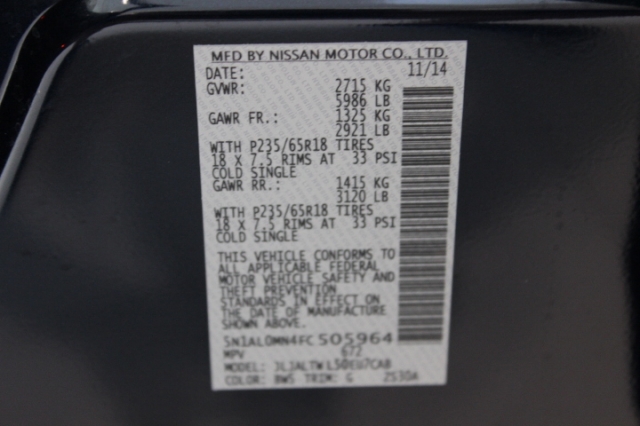 MFD BY NISSAN MOTOR CO., LTD.
DATE: 11/14
GVWR: 2715 KG
5986 LB
GAWR FR.: 1325 KG
2921 LB
WITH P235/65R18 TIRES
18 X 7.5 RIMS AT 33 PSI
COLD SINGLE
GAWR RR.: 1415 KG
3120 LB
WITH P235/65R18 TIRES
18 X 7.5 RIMS AT 33 PSI
COLD SINGLE
THIS VEHICLE CONFORMS TO
ALL APPLICABLE FEDERAL
MOTOR VEHICLE SAFETY AND
THEFT PREVENTION
STANDARDS IN EFFECT ON
THE DATE OF MANUFACTURE
SHOWN ABOVE.
5N1AL0MN4FC505964
MPV 672
MODEL: JLJALTWL50EU7CAB
COLOR: BW5 TRIM: G 2530A